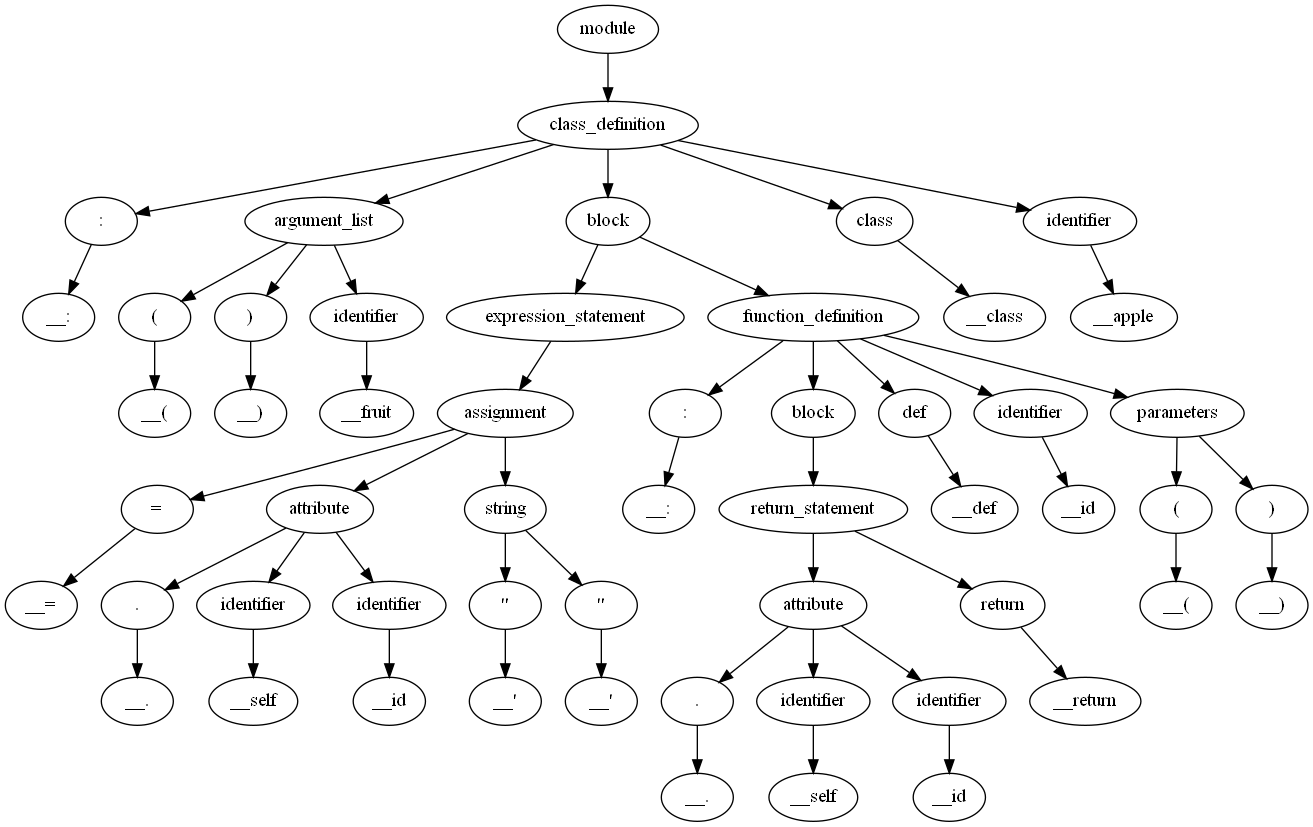 module
class_definition
: argument_list block class identifier
__: ( ) identifier expression_statement function_definition __class __apple
__( __) __fruit assignment : block def identifier parameters
= attribute string __: return_statement __def __id ( )
__= . identifier identifier " " attribute return __( __)
__. __self __id __' __' . identifier identifier __return
__. __self __id